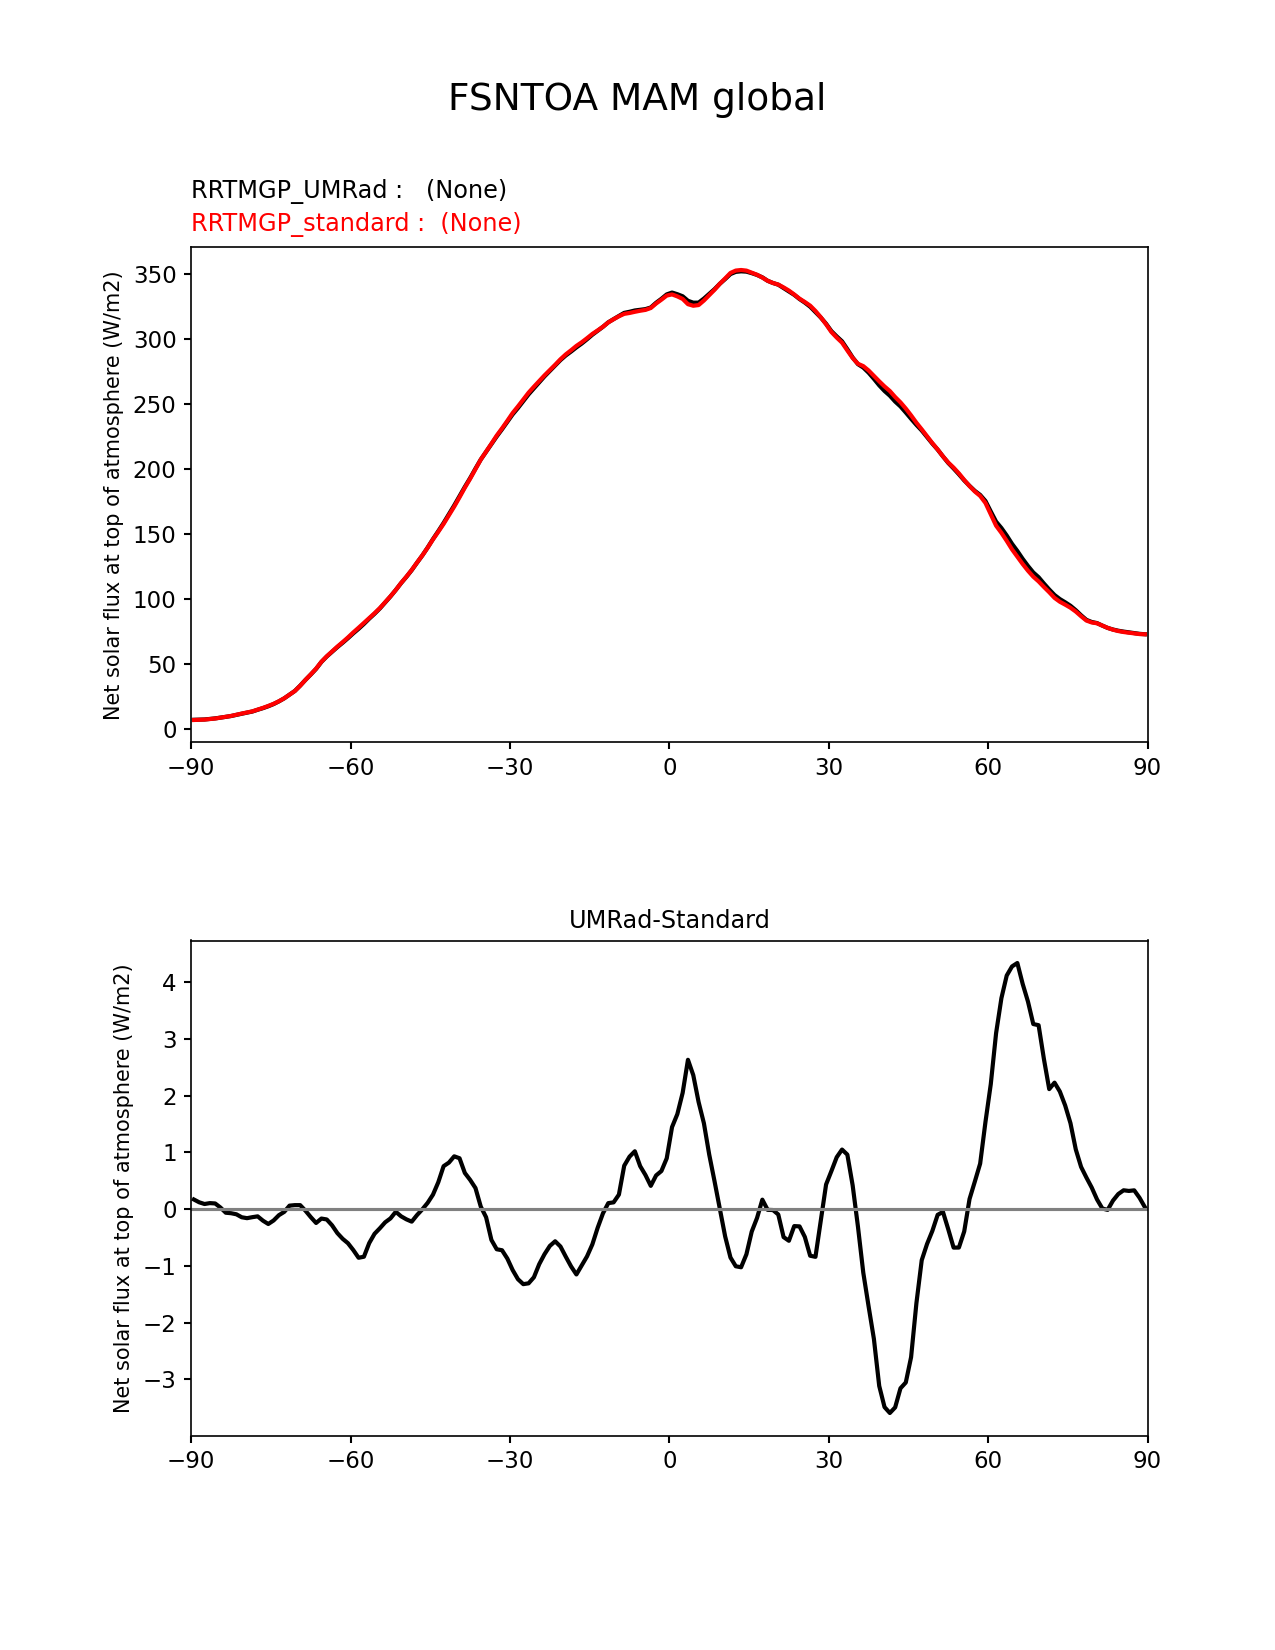 FSNTOA MAM global
RRTMGP_UMRad :   (None)
RRTMGP_standard :  (None)
Net solar flux at top of atmosphere (W/m2)
350
300
250
200
150
100
50
0
−90 −60 −30 0 30 60 90
UMRad-Standard
Net solar flux at top of atmosphere (W/m2)
4
3
2
1
0
−1
−2
−3
−90 −60 −30 0 30 60 90